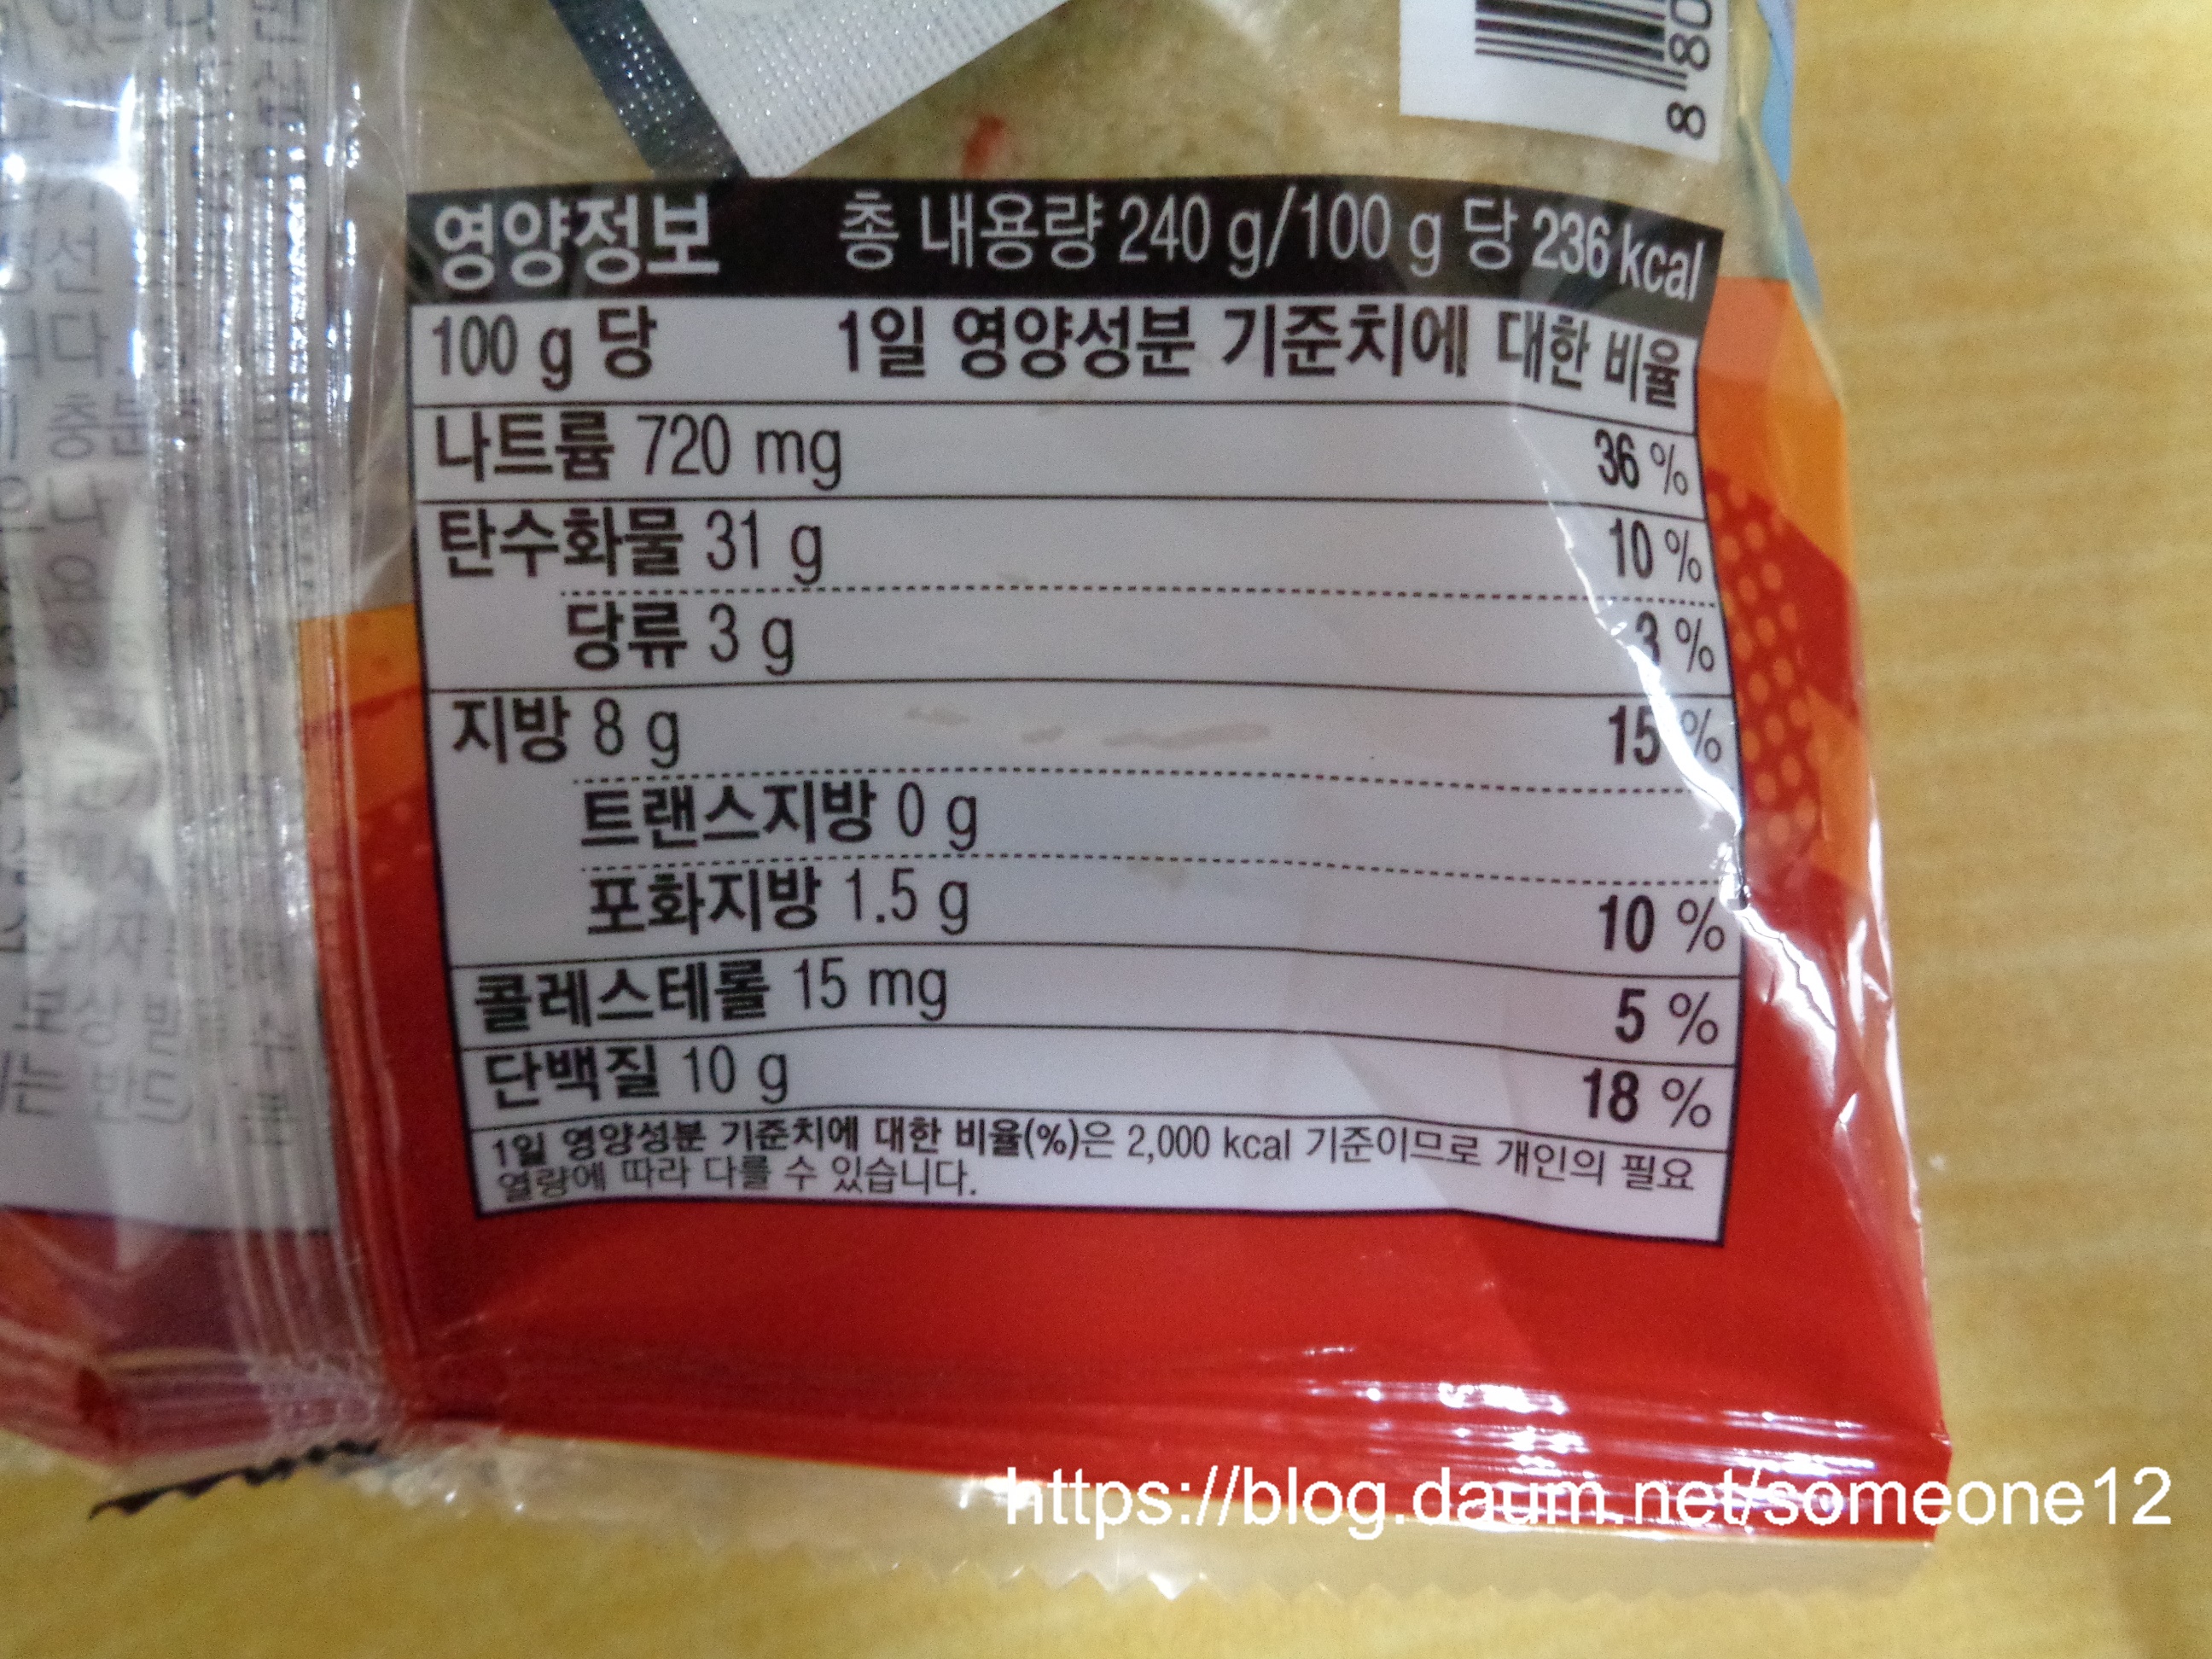 808
영양정보 총 내용량 240 g/100 g 당 236 kcal
100 g 당 1일 영양성분 기준치에 대한 비율
나트륨 720 mg 36 %
탄수화물 31 g 10 %
당류 3 g 3 %
지방 8 g 15 %
트랜스지방 0 g
포화지방 1.5 g 10 %
콜레스테롤 15 mg 5 %
단백질 10 g 18 %
1일 영양성분 기준치에 대한 비율(%)은 2,000 kcal 기준이므로 개인의 필요
열량에 따라 다를 수 있습니다.
https://blog.daum.net/someone12